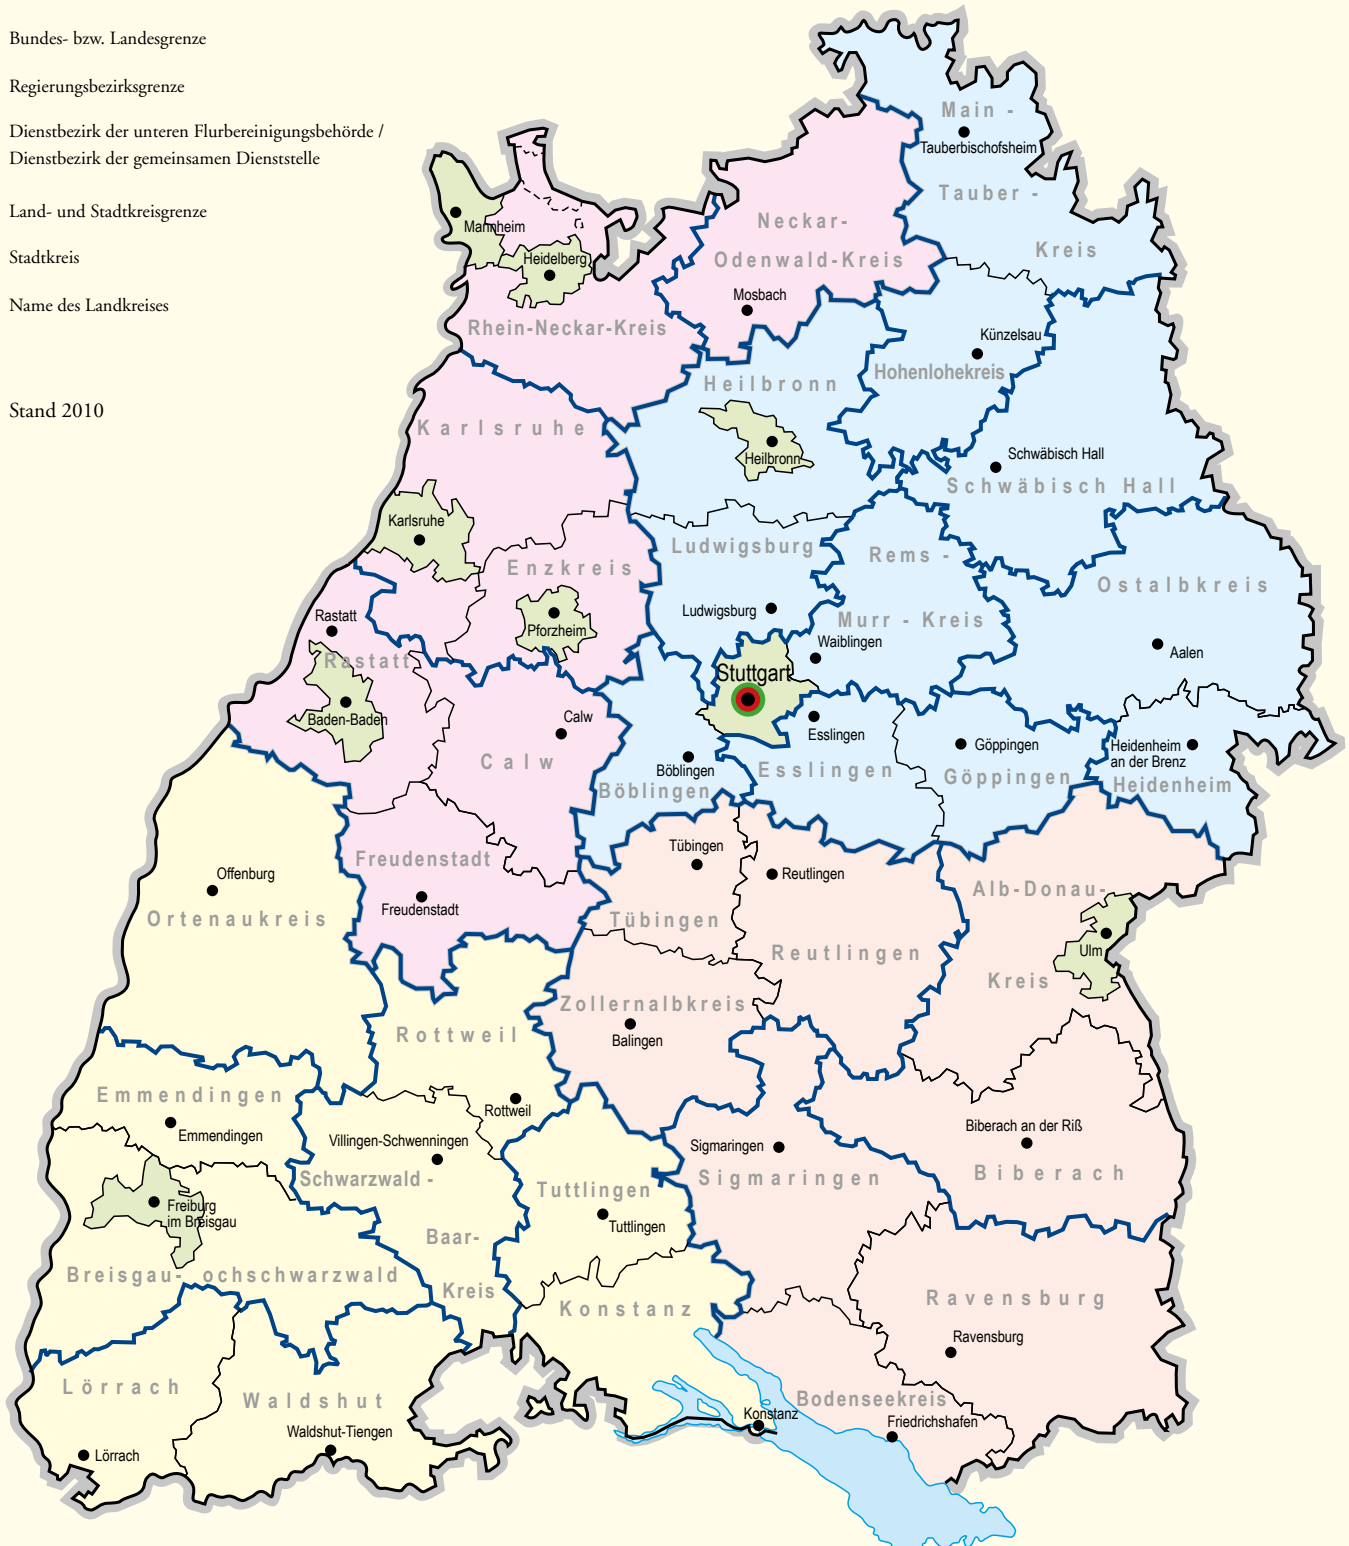 Bundes- bzw. Landesgrenze
Regierungsbezirksgrenze
Dienstbezirk der unteren Flurbereinigungsbehörde /
Dienstbezirk der gemeinsamen Dienststelle
Land- und Stadtkreisgrenze
Stadtkreis
Name des Landkreises
Stand 2010
Main -
Tauberbischofsheim
Tauber -
Kreis
Neckar-
Odenwald-Kreis
Mosbach
Mannheim
Heidelberg
Rhein-Neckar-Kreis
Künzelsau
Hohenlohekreis
Heilbronn
Heilbronn
Karlsruhe
Karlsruhe
Schwäbisch Hall
Schwäbisch Hall
Ludwigsburg
Ludwigsburg
Rems -
Murr - Kreis
Waiblingen
Enzkreis
Pforzheim
Ostalbkreis
Aalen
Rastatt
Rastatt
Baden-Baden
Stuttgart
Calw
Calw
Esslingen
Esslingen
Göppingen
Göppingen
Heidenheim
an der Brenz
Heidenheim
Böblingen
Böblingen
Freudenstadt
Freudenstadt
Tübingen
Tübingen
Reutlingen
Reutlingen
Alb-Donau-
Kreis
Ulm
Offenburg
Ortenaukreis
Zollernalbkreis
Balingen
Rottweil
Rottweil
Emmendingen
Emmendingen
Villingen-Schwenningen
Schwarzwald -
Baar-
Kreis
Tuttlingen
Tuttlingen
Sigmaringen
Sigmaringen
Biberach an der Riß
Biberach
Freiburg
im Breisgau
Breisgau- ochschwarzwald
Konstanz
Konstanz
Ravensburg
Ravensburg
Bodenseekreis
Friedrichshafen
Lörrach
Lörrach
Waldshut
Waldshut-Tiengen